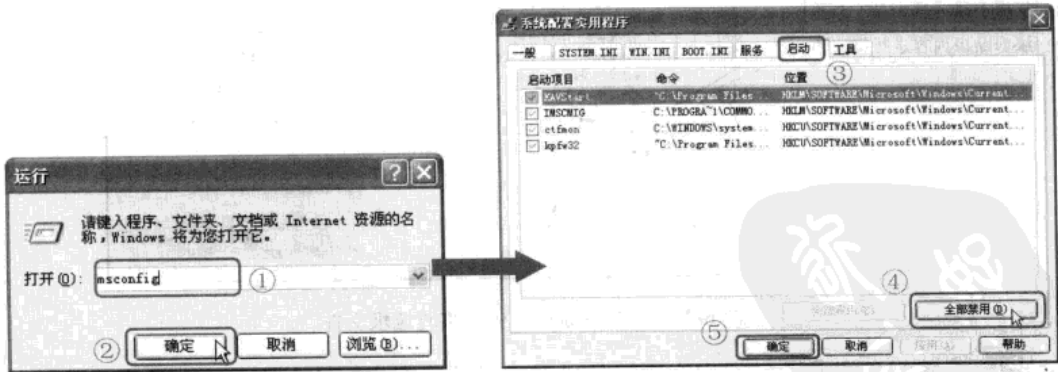 运行
请键入程序、文件夹、文档或 Internet 资源的名
称，Windows 将为您打开它。
打开(O): msconfig ①
② 确定 取消 浏览(B)...
系统配置实用程序
一般 SYSTEM.INI WIN.INI BOOT.INI 服务 启动 工具
③
启动项目 命令 位置
KAVStart "C:\Program Files... HKLM\SOFTWARE\Microsoft\Windows\Current...
IMSCMIG C:\PROGRA~1\COMMO... HKLM\SOFTWARE\Microsoft\Windows\Current...
ctfmon C:\WINDOWS\system... HKCU\SOFTWARE\Microsoft\Windows\Current...
kpfw32 "C:\Program Files... HKCU\SOFTWARE\Microsoft\Windows\Current...
④
全部禁用(D)
⑤
确定 取消 应用(A) 帮助